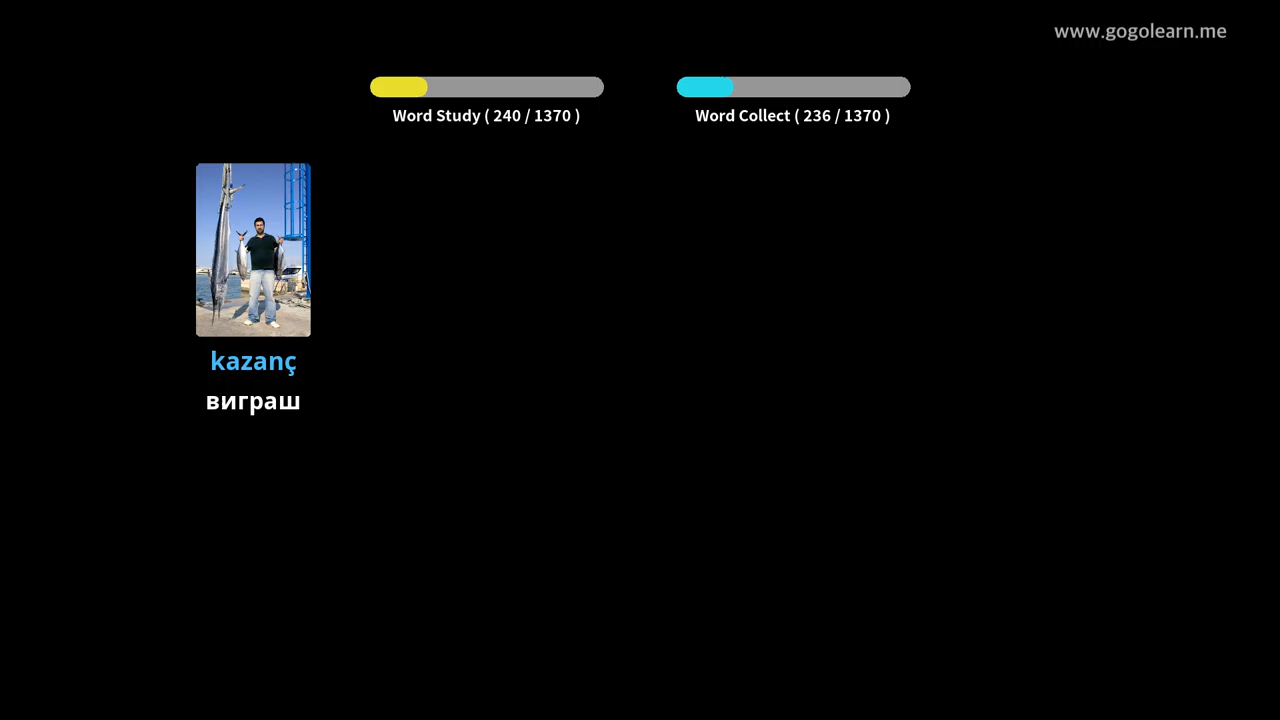 www.gogolearn.me
Word Study ( 240 / 1370 )
Word Collect ( 236 / 1370 )
kazanç
виграш